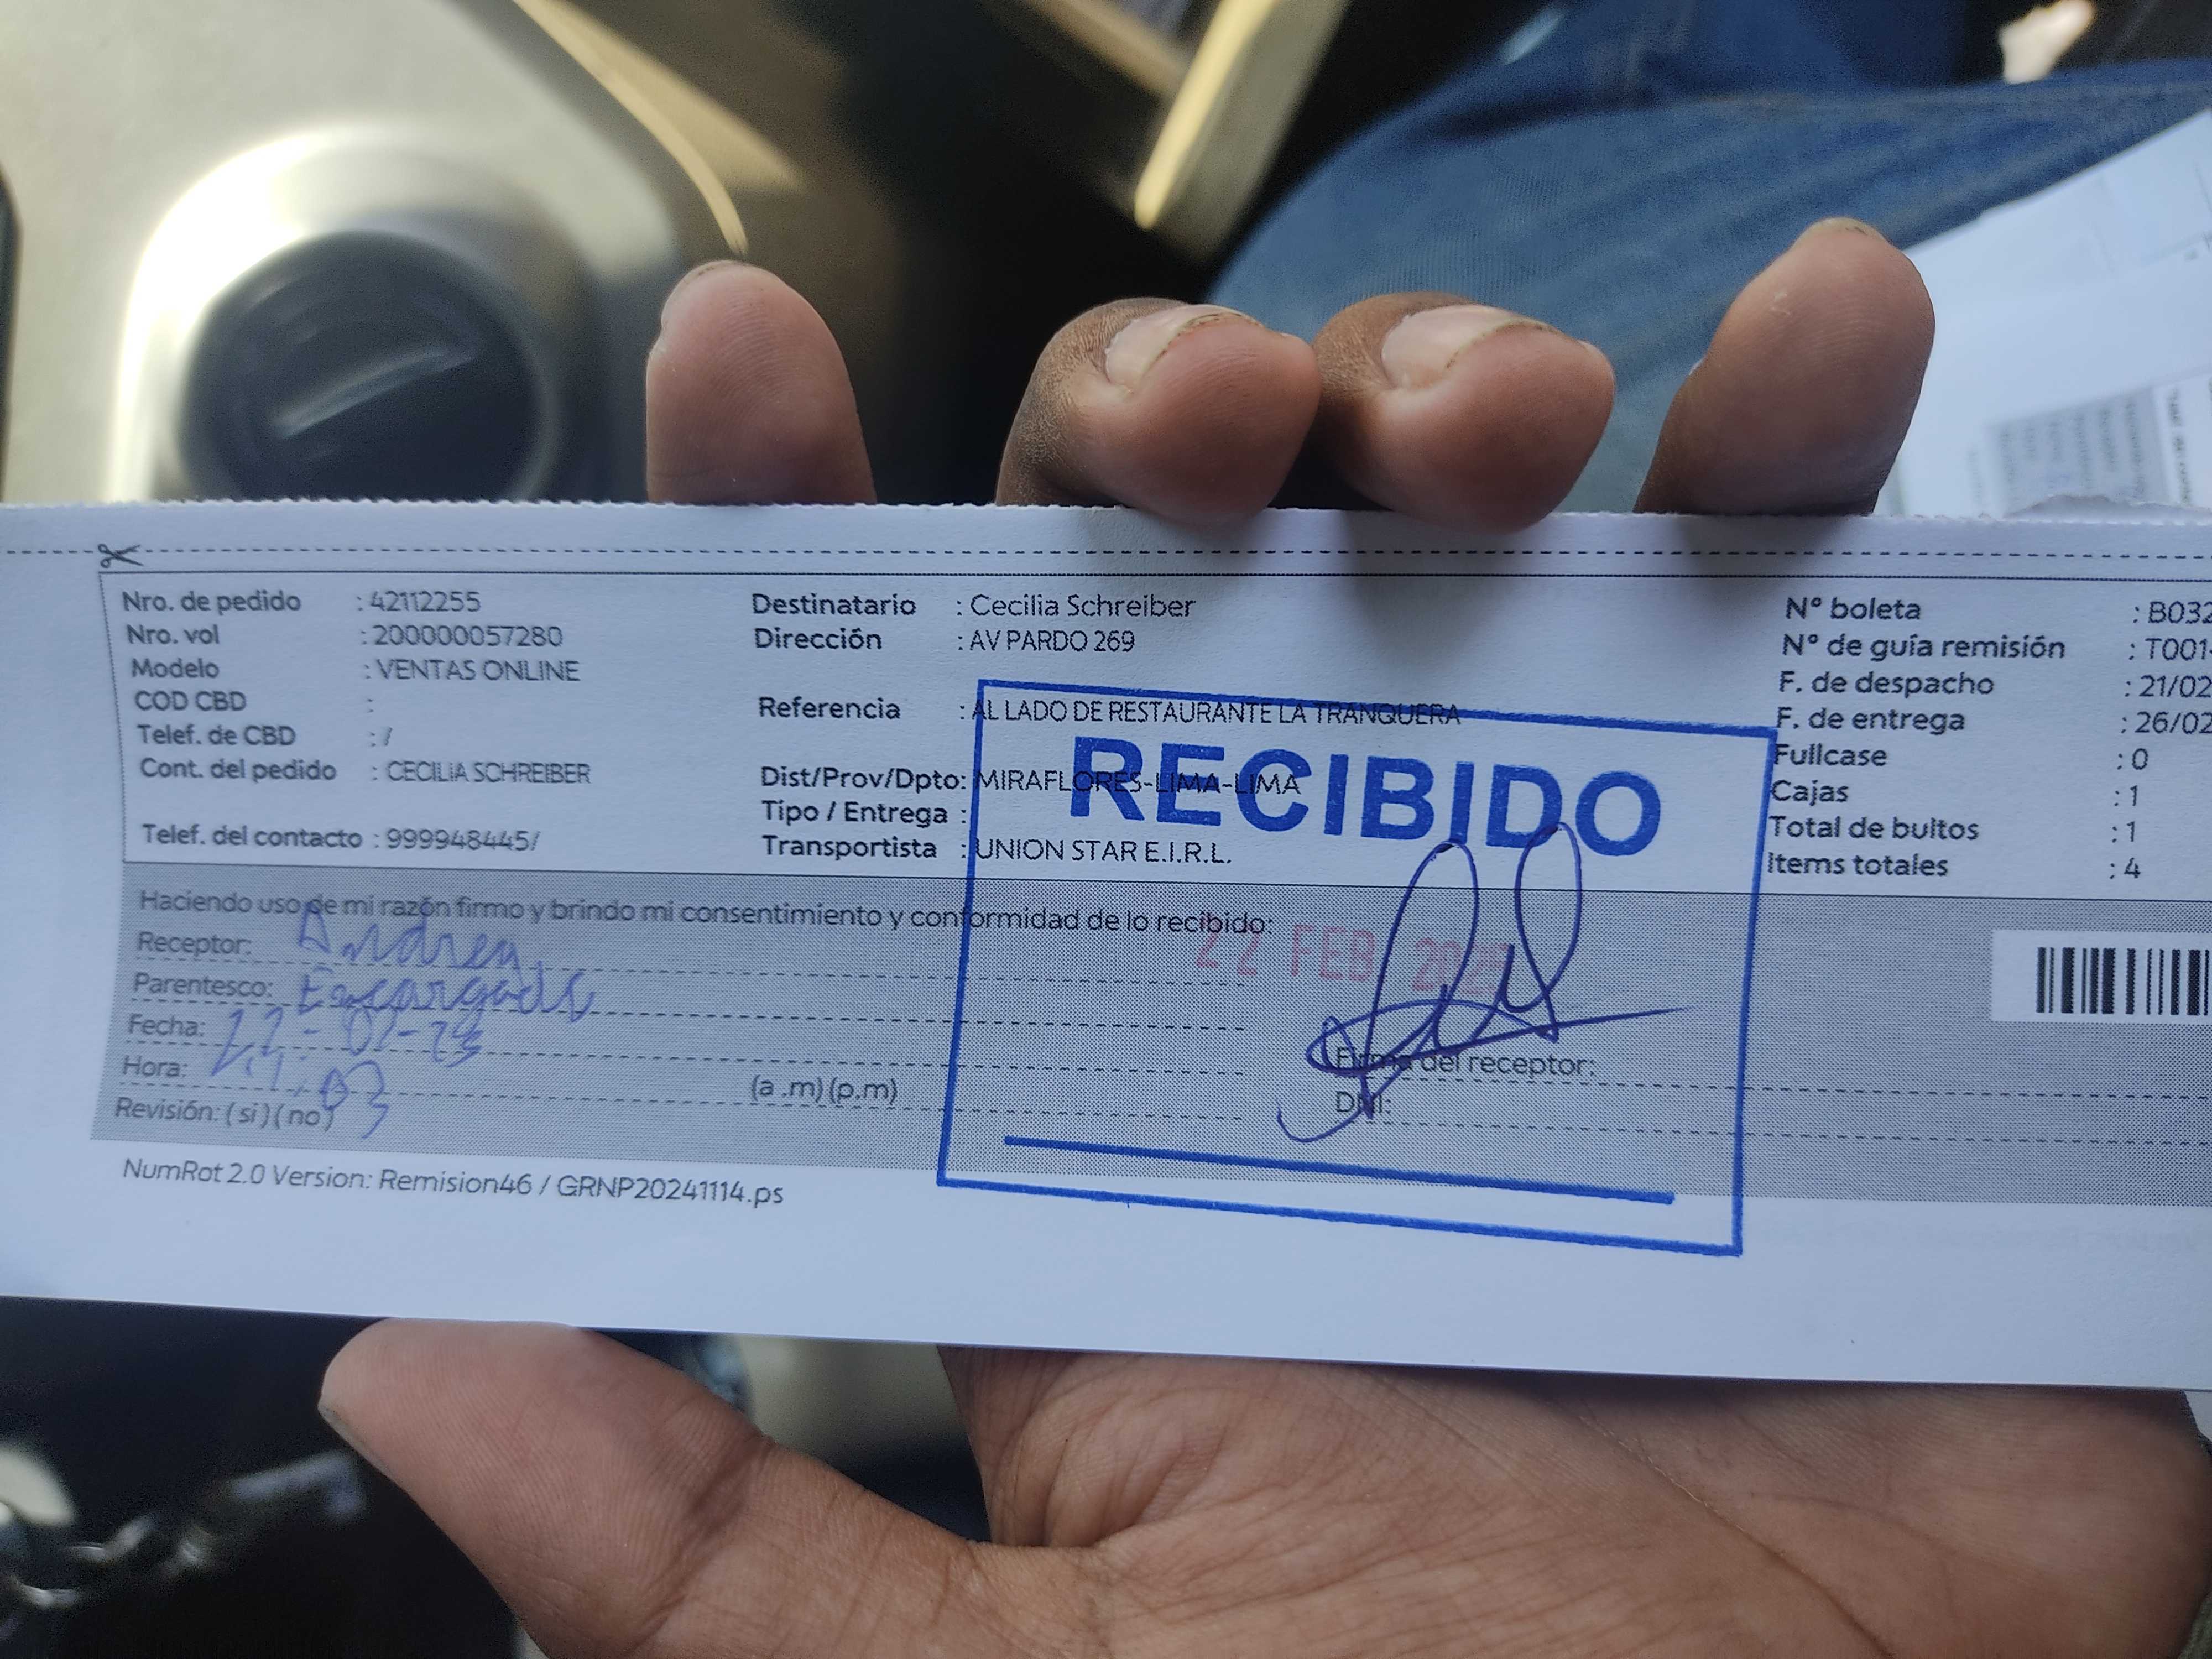 Nro. de pedido : 42112255
Nro. vol : 200000057280
Modelo : VENTAS ONLINE
COD CBD :
Telef. de CBD : /
Cont. del pedido : CECILIA SCHREIBER
Telef. del contacto : 999948445/
Destinatario : Cecilia Schreiber
Dirección : AV PARDO 269
Referencia : AL LADO DE RESTAURANTE LA TRANQUERA
Dist/Prov/Dpto: MIRAFLORES-LIMA-LIMA
Tipo / Entrega :
Transportista : UNION STAR E.I.R.L.
Nº boleta : B032
Nº de guía remisión : T001-
F. de despacho : 21/02
F. de entrega : 26/02
Fullcase : 0
Cajas : 1
Total de bultos : 1
Items totales : 4
RECIBIDO
22 FEB
Haciendo uso de mi razón firmo y brindo mi consentimiento y conformidad de lo recibido:
Receptor: Andrea
Parentesco: Encargada
Fecha:
Hora: (a .m) (p.m)
Revisión: ( si ) ( no )
Firma del receptor:
DNI:
NumRot 2.0 Version: Remision46 / GRNP20241114.ps